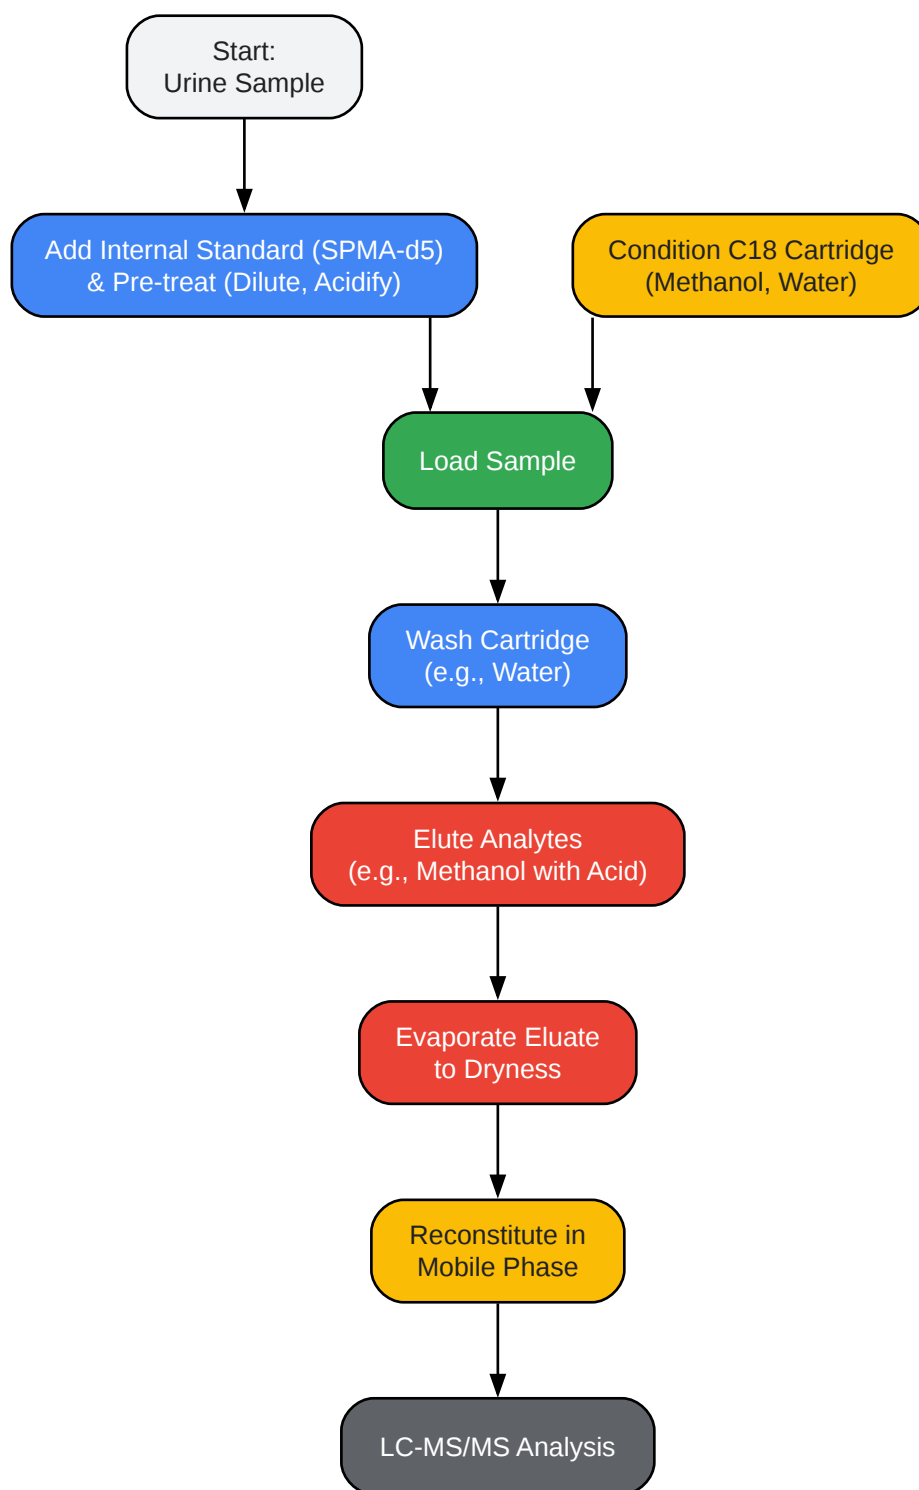 Start:
Urine Sample
Add Internal Standard (SPMA-d5)
& Pre-treat (Dilute, Acidify)
Condition C18 Cartridge
(Methanol, Water)
Load Sample
Wash Cartridge
(e.g., Water)
Elute Analytes
(e.g., Methanol with Acid)
Evaporate Eluate
to Dryness
Reconstitute in
Mobile Phase
LC-MS/MS Analysis